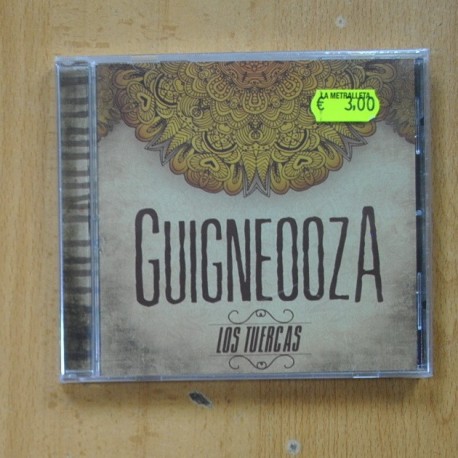 LA METRALLETA
€ 3,00
GUIGNEOOZA
LOS TUERCAS